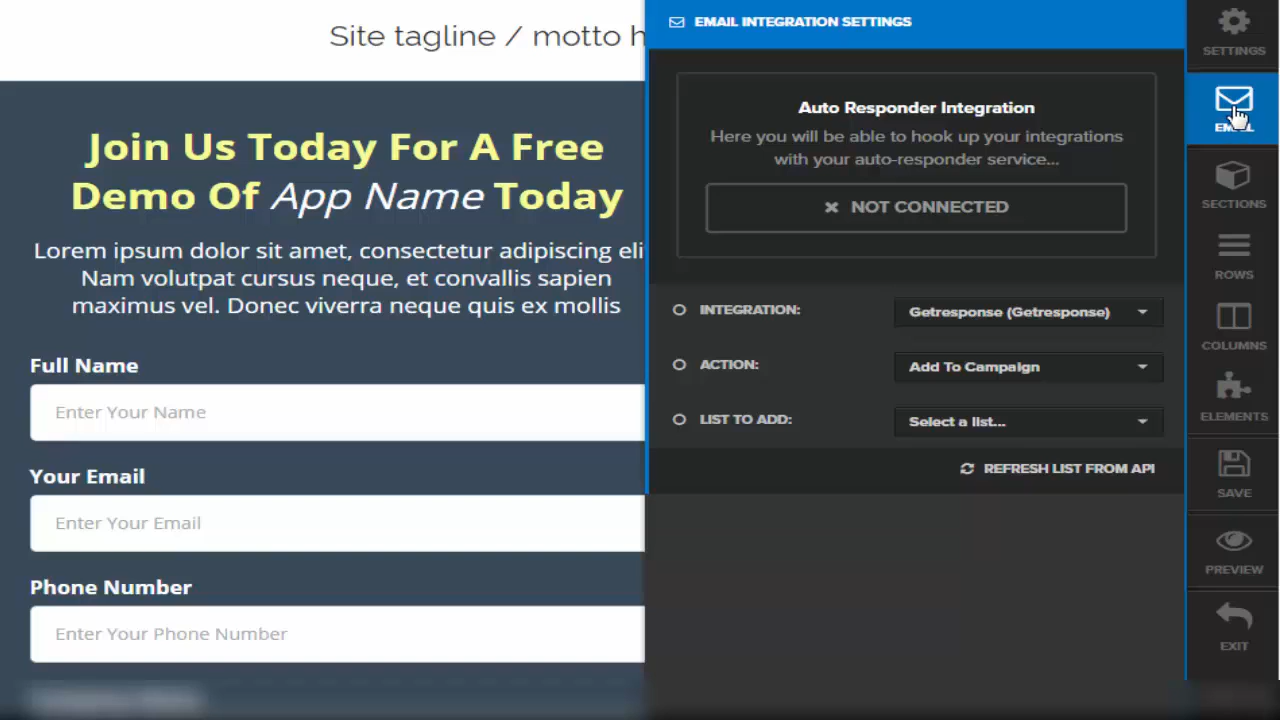 Site tagline / motto h
Join Us Today For A Free
Demo Of App Name Today
Lorem ipsum dolor sit amet, consectetur adipiscing eli
Nam volutpat cursus neque, et convallis sapien
maximus vel. Donec viverra neque quis ex mollis
Full Name
Enter Your Name
Your Email
Enter Your Email
Phone Number
Enter Your Phone Number
EMAIL INTEGRATION SETTINGS
Auto Responder Integration
Here you will be able to hook up your integrations
with your auto-responder service...
NOT CONNECTED
INTEGRATION: Getresponse (Getresponse)
ACTION: Add To Campaign
LIST TO ADD: Select a list...
REFRESH LIST FROM API
SETTINGS
EMAIL
SECTIONS
ROWS
COLUMNS
ELEMENTS
SAVE
PREVIEW
EXIT